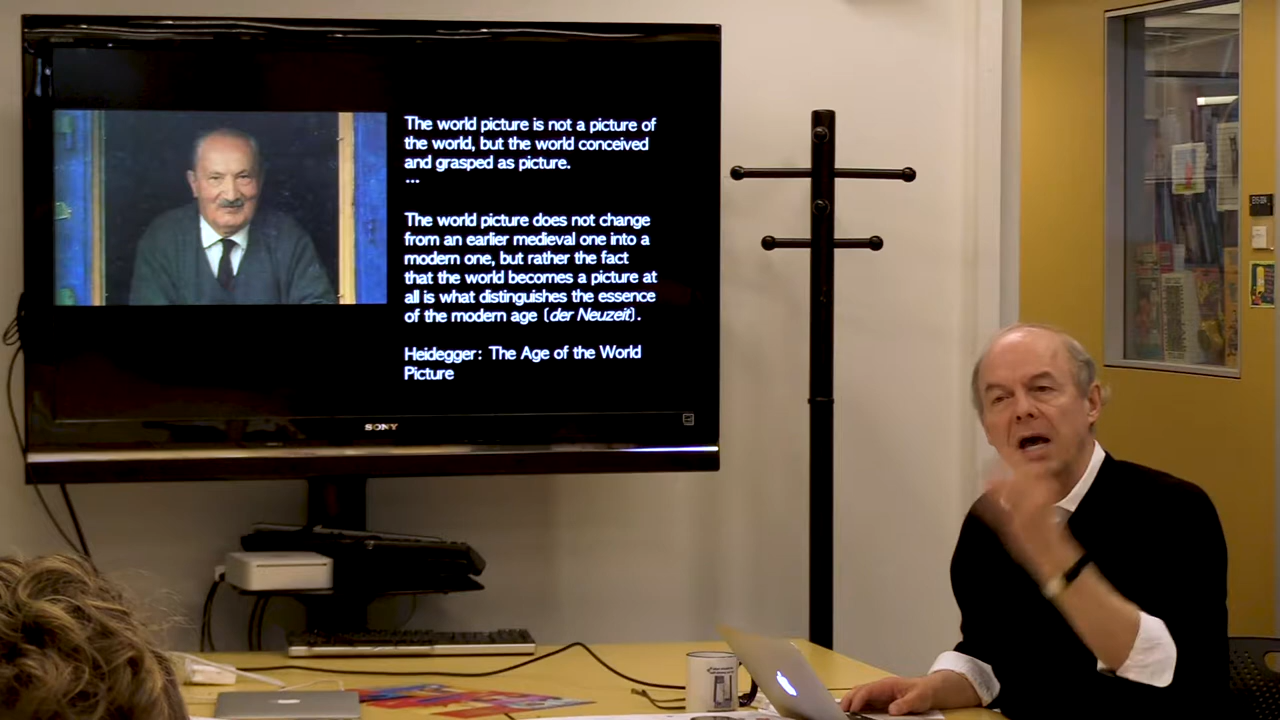 The world picture is not a picture of
the world, but the world conceived
and grasped as picture.
...
The world picture does not change
from an earlier medieval one into a
modern one, but rather the fact
that the world becomes a picture at
all is what distinguishes the essence
of the modern age (der Neuzeit).
Heidegger: The Age of the World
Picture
SONY